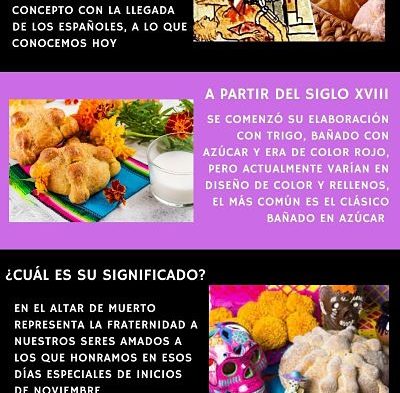 CONCEPTO CON LA LLEGADA
DE LOS ESPAÑOLES, A LO QUE
CONOCEMOS HOY
A PARTIR DEL SIGLO XVIII
SE COMENZÓ SU ELABORACIÓN
CON TRIGO, BAÑADO CON
AZÚCAR Y ERA DE COLOR ROJO,
PERO ACTUALMENTE VARÍAN EN
DISEÑO DE COLOR Y RELLENOS,
EL MÁS COMÚN ES EL CLÁSICO
BAÑADO EN AZÚCAR
¿CUÁL ES SU SIGNIFICADO?
EN EL ALTAR DE MUERTO
REPRESENTA LA FRATERNIDAD A
NUESTROS SERES AMADOS A
LOS QUE HONRAMOS EN ESOS
DÍAS ESPECIALES DE INICIOS
DE NOVIEMBRE